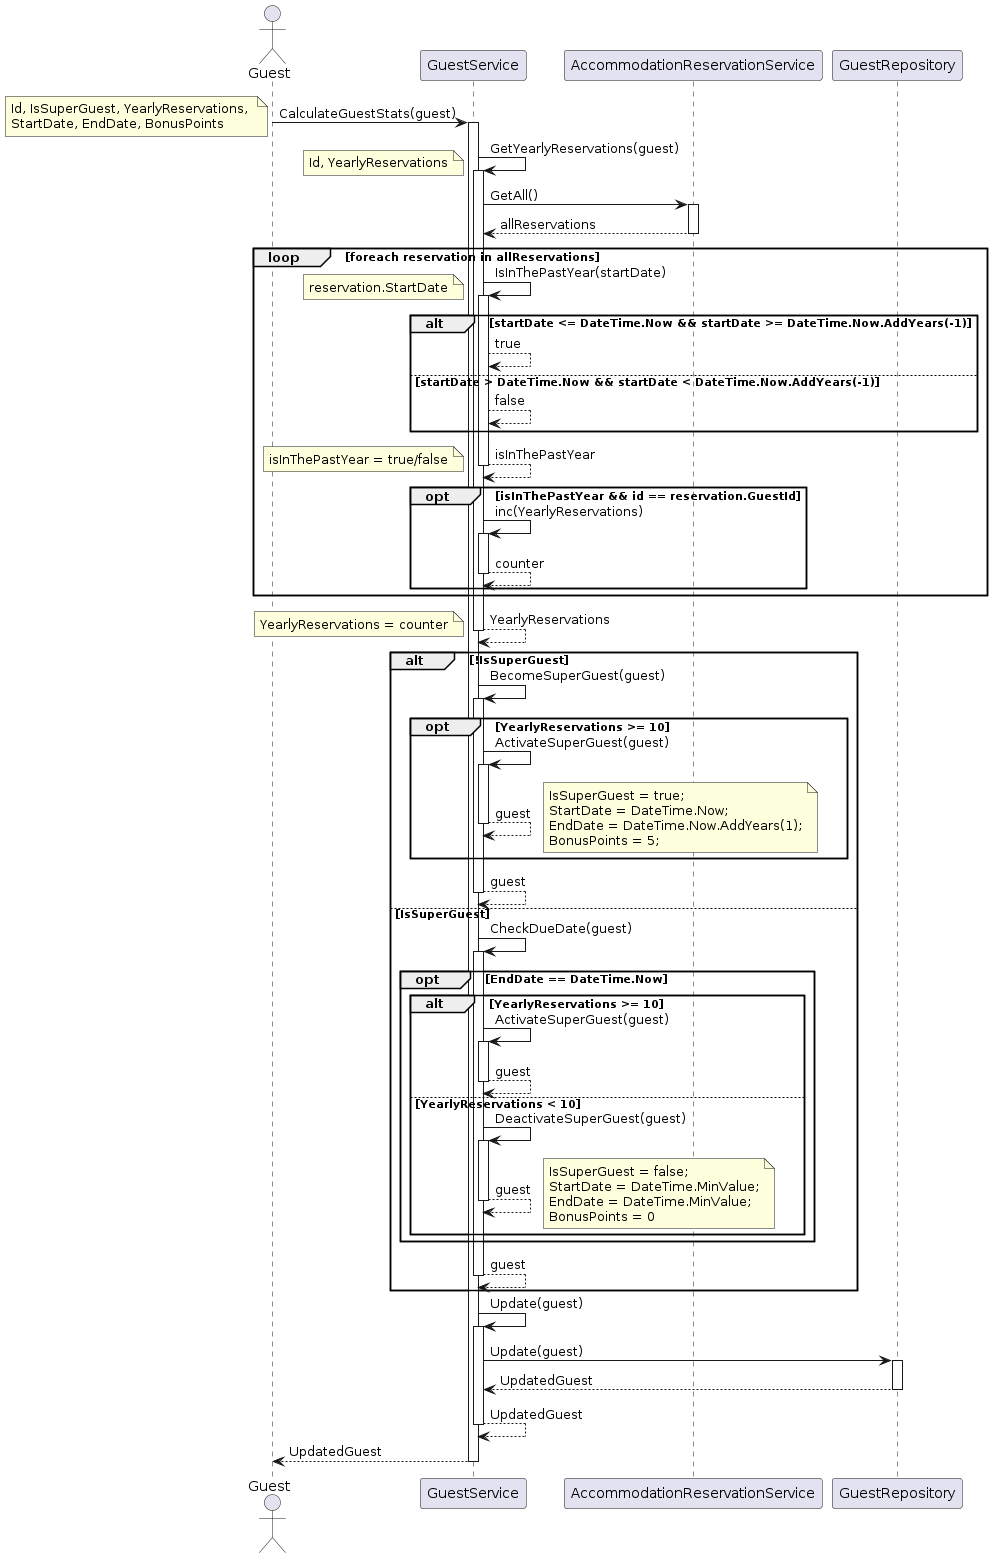 Guest
GuestService
AccommodationReservationService
GuestRepository
Id, IsSuperGuest, YearlyReservations,
StartDate, EndDate, BonusPoints
CalculateGuestStats(guest)
GetYearlyReservations(guest)
Id, YearlyReservations
GetAll()
allReservations
loop
[foreach reservation in allReservations]
IsInThePastYear(startDate)
reservation.StartDate
alt
[startDate <= DateTime.Now && startDate >= DateTime.Now.AddYears(-1)]
true
[startDate > DateTime.Now && startDate < DateTime.Now.AddYears(-1)]
false
isInThePastYear
isInThePastYear = true/false
opt
[isInThePastYear && id == reservation.GuestId]
inc(YearlyReservations)
counter
YearlyReservations
YearlyReservations = counter
alt
[!IsSuperGuest]
BecomeSuperGuest(guest)
opt
[YearlyReservations >= 10]
ActivateSuperGuest(guest)
IsSuperGuest = true;
StartDate = DateTime.Now;
EndDate = DateTime.Now.AddYears(1);
BonusPoints = 5;
guest
guest
[IsSuperGuest]
CheckDueDate(guest)
opt
[EndDate == DateTime.Now]
alt
[YearlyReservations >= 10]
ActivateSuperGuest(guest)
guest
[YearlyReservations < 10]
DeactivateSuperGuest(guest)
IsSuperGuest = false;
StartDate = DateTime.MinValue;
EndDate = DateTime.MinValue;
BonusPoints = 0
guest
guest
Update(guest)
Update(guest)
UpdatedGuest
UpdatedGuest
UpdatedGuest
Guest
GuestService
AccommodationReservationService
GuestRepository